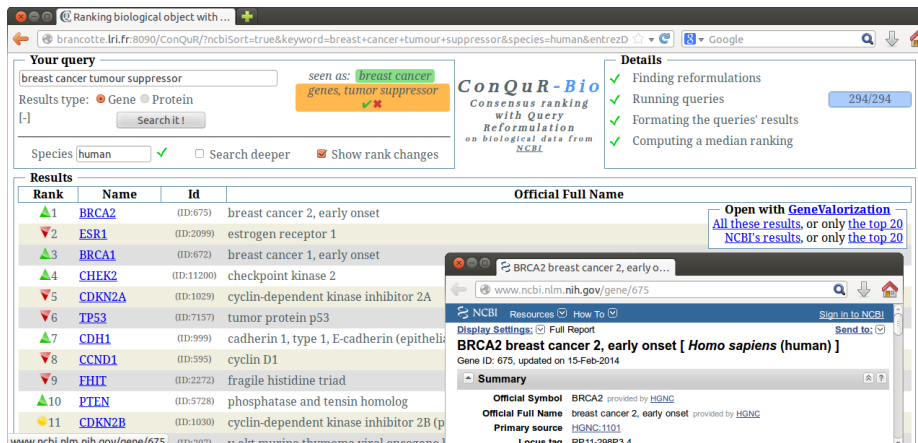 Ranking biological object with ...
brancotte.lri.fr:8090/ConQuR/?ncbiSort=true&keyword=breast+cancer+tumour+suppressor&species=human&entrezD
Google
Your query
breast cancer tumour suppressor
Results type: Gene Protein
[-]
Search it !
seen as: breast cancer
genes, tumor suppressor
Species human
Search deeper
Show rank changes
ConQuR-Bio
Consensus ranking
with Query
Reformulation
on biological data from
NCBI
Details
Finding reformulations
Running queries
294/294
Formating the queries' results
Computing a median ranking
Results
Rank Name Id Official Full Name
1 BRCA2 (ID:675) breast cancer 2, early onset
2 ESR1 (ID:2099) estrogen receptor 1
3 BRCA1 (ID:672) breast cancer 1, early onset
4 CHEK2 (ID:11200) checkpoint kinase 2
5 CDKN2A (ID:1029) cyclin-dependent kinase inhibitor 2A
6 TP53 (ID:7157) tumor protein p53
7 CDH1 (ID:999) cadherin 1, type 1, E-cadherin (epithelia
8 CCND1 (ID:595) cyclin D1
9 FHIT (ID:2272) fragile histidine triad
10 PTEN (ID:5728) phosphatase and tensin homolog
11 CDKN2B (ID:1030) cyclin-dependent kinase inhibitor 2B (p
www.ncbi.nlm.nih.gov/gene/675
Open with GeneValorization
All these results, or only the top 20
NCBI's results, or only the top 20
BRCA2 breast cancer 2, early o...
www.ncbi.nlm.nih.gov/gene/675
NCBI Resources How To Sign in to NCBI
Display Settings: Full Report Send to:
BRCA2 breast cancer 2, early onset [ Homo sapiens (human) ]
Gene ID: 675, updated on 15-Feb-2014
Summary
Official Symbol BRCA2 provided by HGNC
Official Full Name breast cancer 2, early onset provided by HGNC
Primary source HGNC:1101
Locus tag RP11-298P3.4